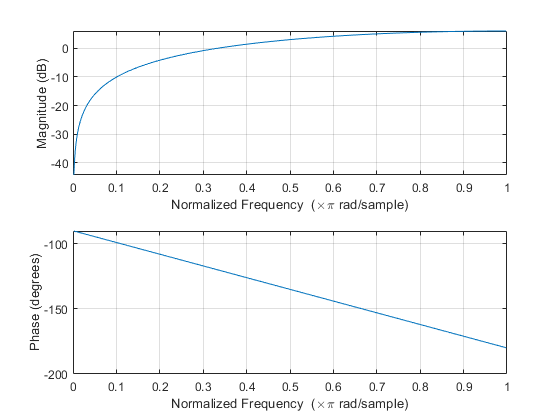 0
-10
-20
-30
-40
Magnitude (dB)
0 0.1 0.2 0.3 0.4 0.5 0.6 0.7 0.8 0.9 1
Normalized Frequency (×π rad/sample)
-100
-150
-200
Phase (degrees)
0 0.1 0.2 0.3 0.4 0.5 0.6 0.7 0.8 0.9 1
Normalized Frequency (×π rad/sample)